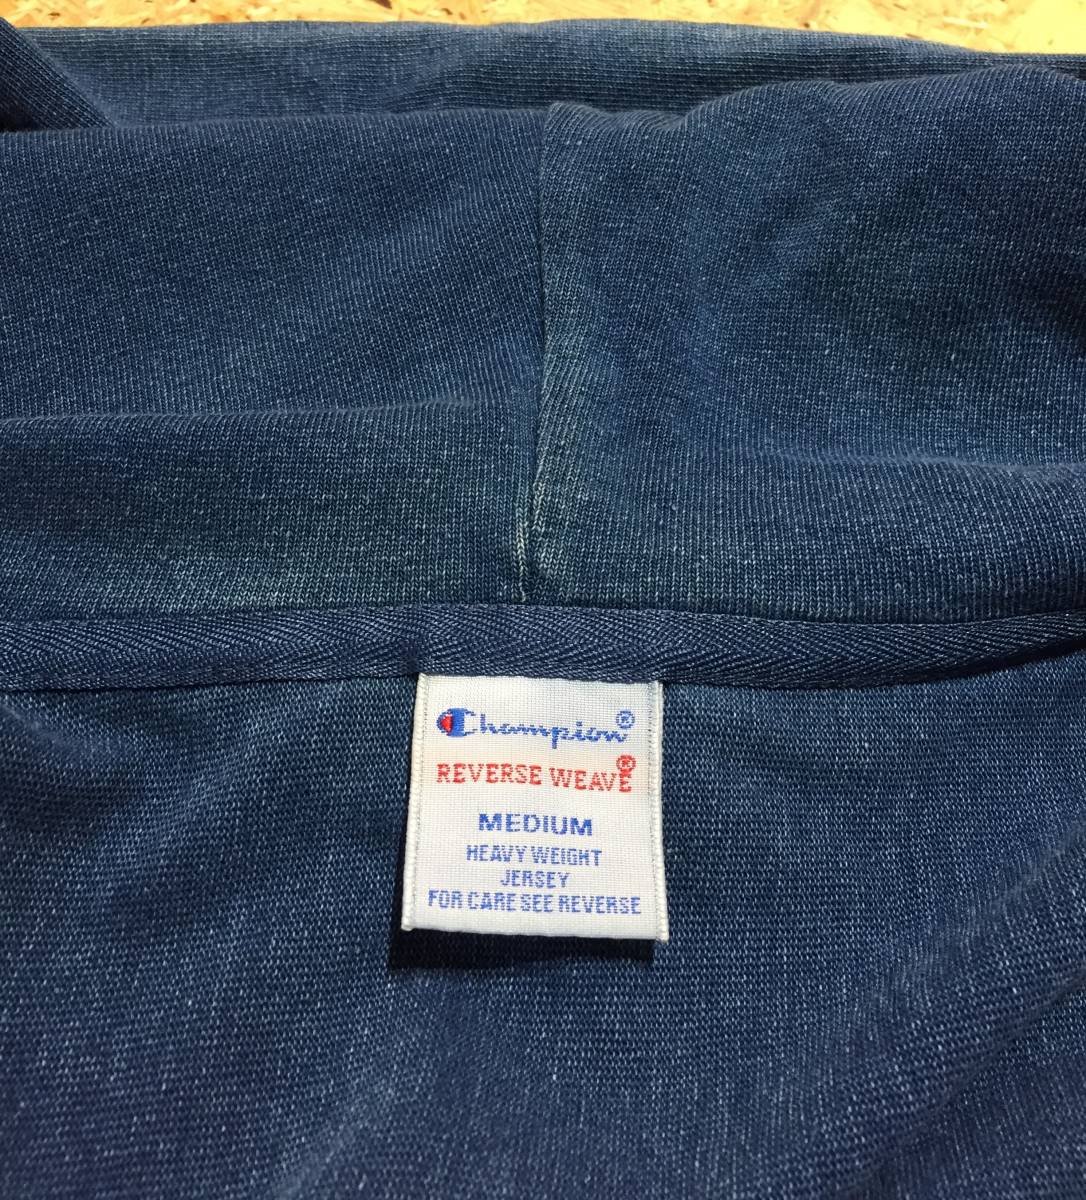 Champion®
REVERSE WEAVE®
MEDIUM
HEAVY WEIGHT
JERSEY
FOR CARE SEE REVERSE